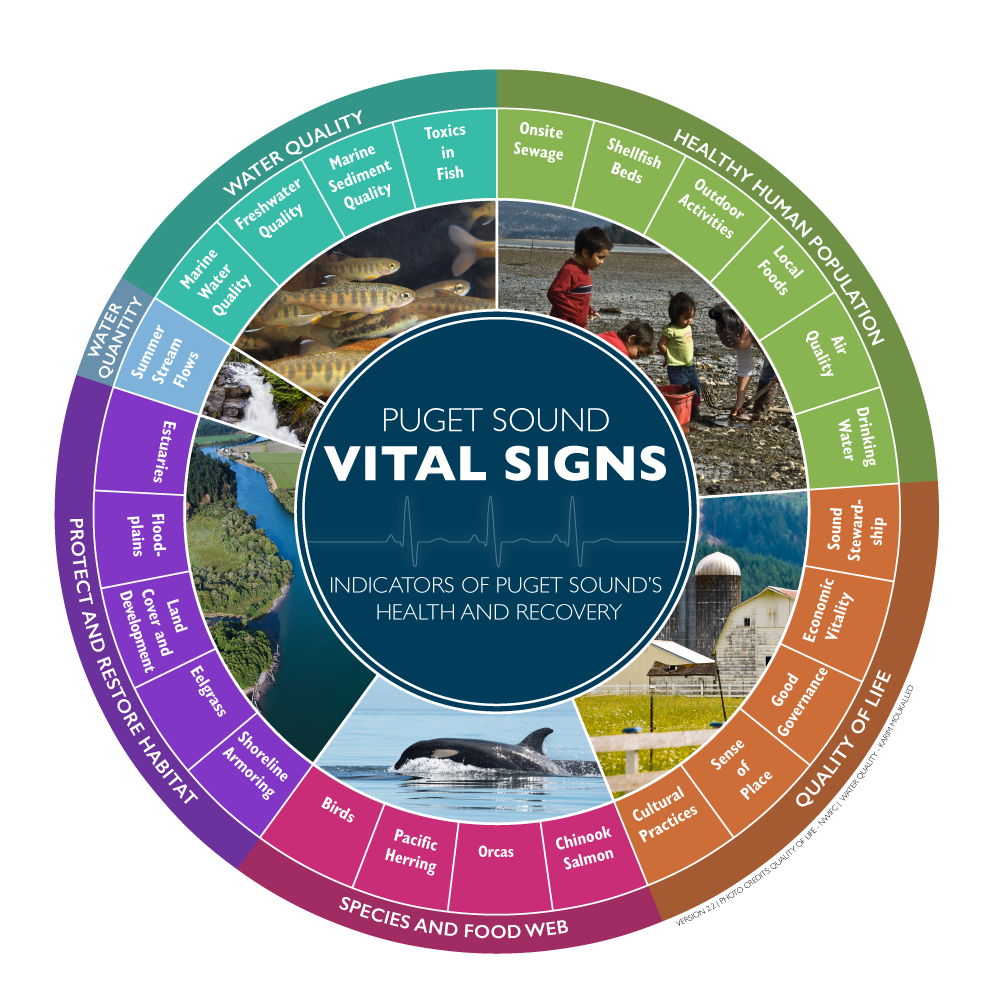 PUGET SOUND
VITAL SIGNS
INDICATORS OF PUGET SOUND'S
HEALTH AND RECOVERY
HEALTHY HUMAN POPULATION
Onsite
Sewage
Shellfish
Beds
Outdoor
Activities
Local
Foods
Air
Quality
Drinking
Water
QUALITY OF LIFE
Sound
Steward-
ship
Economic
Vitality
Good
Governance
Sense
of
Place
Cultural
Practices
SPECIES AND FOOD WEB
Chinook
Salmon
Orcas
Pacific
Herring
Birds
PROTECT AND RESTORE HABITAT
Shoreline
Armoring
Eelgrass
Land
Cover and
Development
Flood-
plains
Estuaries
WATER
QUANTITY
Summer
Stream
Flows
WATER QUALITY
Marine
Water
Quality
Freshwater
Quality
Marine
Sediment
Quality
Toxics
in
Fish
VERSION 2.2 | PHOTO CREDITS: QUALITY OF LIFE - NWIFC | WATER QUALITY - KARIM MOUKALLED